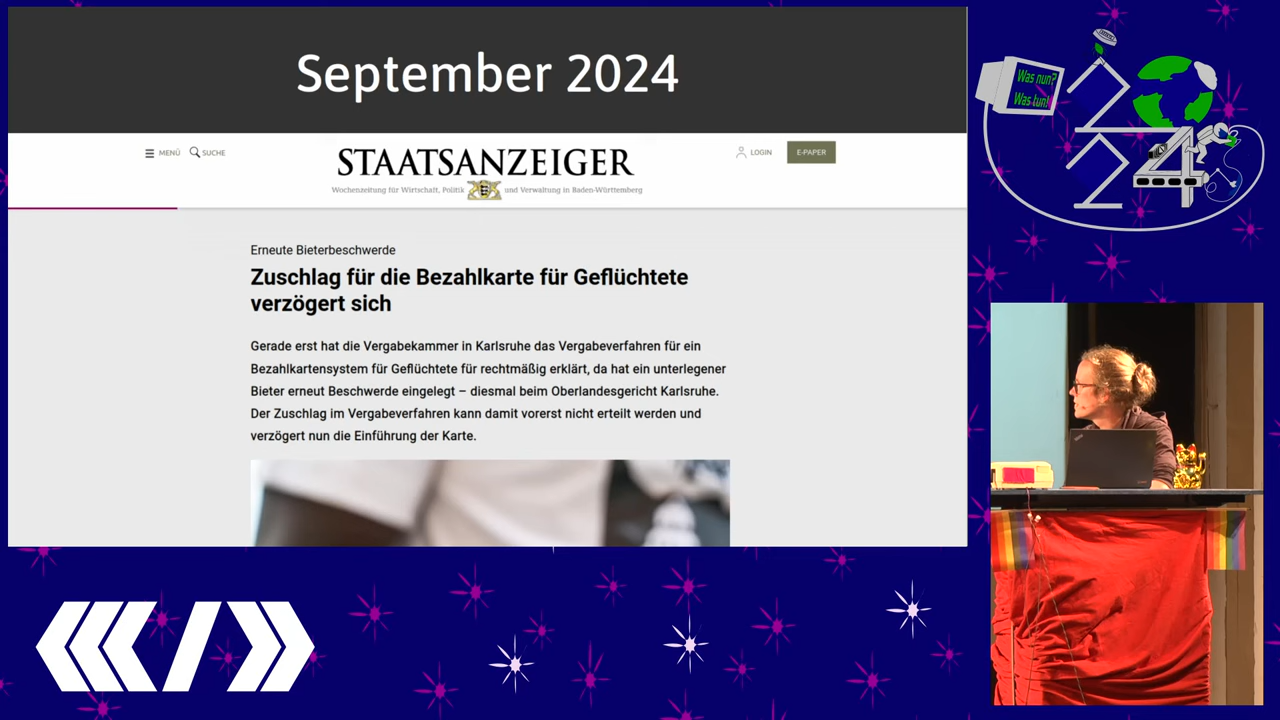 September 2024
MENÜ
SUCHE
STAATSANZEIGER
Wochenzeitung für Wirtschaft, Politik und Verwaltung in Baden-Württemberg
LOGIN
E-PAPER
Erneute Bieterbeschwerde
Zuschlag für die Bezahlkarte für Geflüchtete
verzögert sich
Gerade erst hat die Vergabekammer in Karlsruhe das Vergabeverfahren für ein
Bezahlkartensystem für Geflüchtete für rechtmäßig erklärt, da hat ein unterlegener
Bieter erneut Beschwerde eingelegt – diesmal beim Oberlandesgericht Karlsruhe.
Der Zuschlag im Vergabeverfahren kann damit vorerst nicht erteilt werden und
verzögert nun die Einführung der Karte.
Was nun?
Was tun!